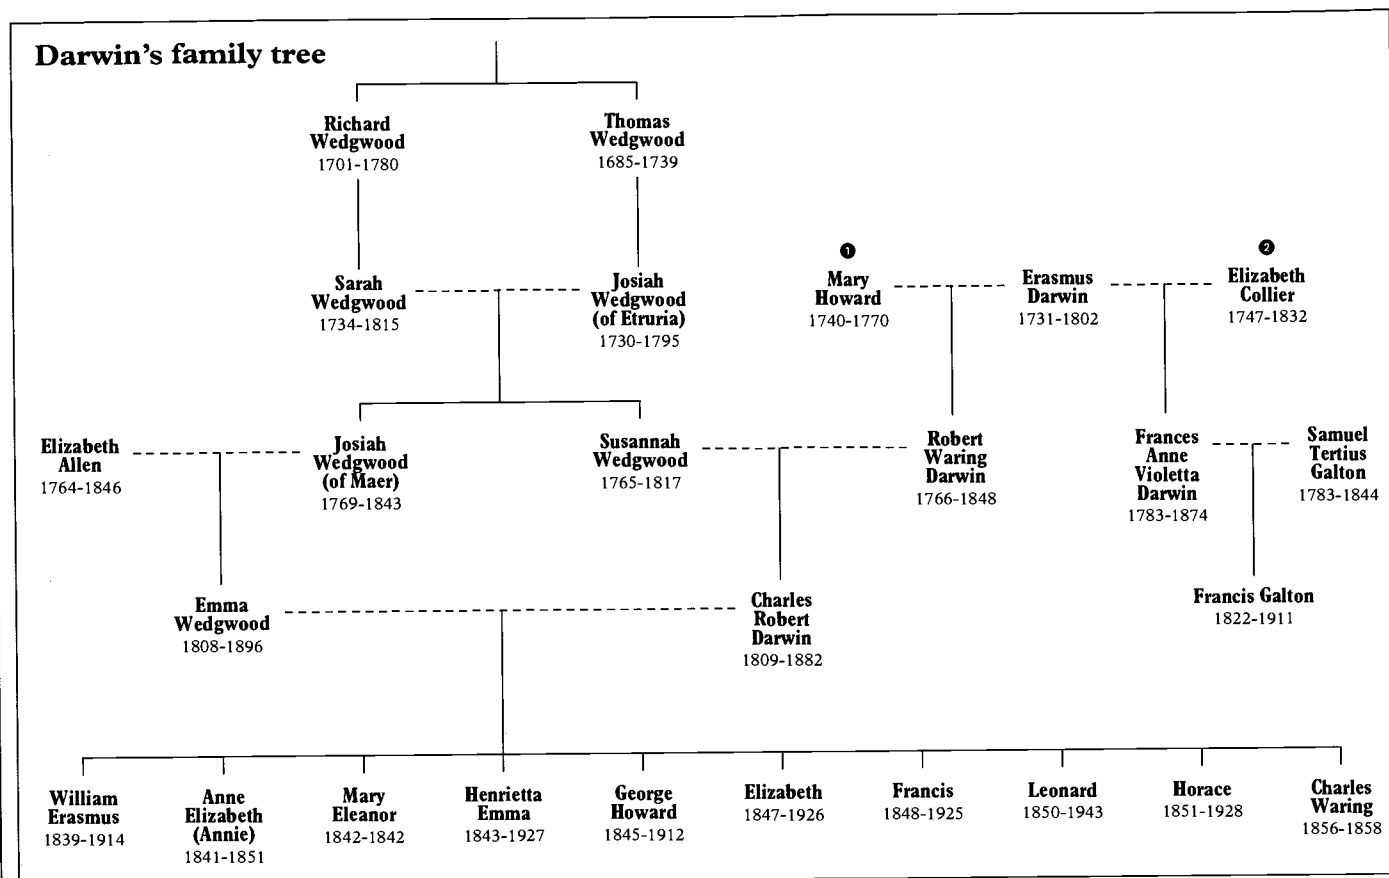 Darwin's family tree
Richard
Wedgwood
1701-1780
Thomas
Wedgwood
1685-1739
Sarah
Wedgwood
1734-1815
Josiah
Wedgwood
(of Etruria)
1730-1795
1
Mary
Howard
1740-1770
Erasmus
Darwin
1731-1802
2
Elizabeth
Collier
1747-1832
Elizabeth
Allen
1764-1846
Josiah
Wedgwood
(of Maer)
1769-1843
Susannah
Wedgwood
1765-1817
Robert
Waring
Darwin
1766-1848
Frances
Anne
Violetta
Darwin
1783-1874
Samuel
Tertius
Galton
1783-1844
Emma
Wedgwood
1808-1896
Charles
Robert
Darwin
1809-1882
Francis Galton
1822-1911
William
Erasmus
1839-1914
Anne
Elizabeth
(Annie)
1841-1851
Mary
Eleanor
1842-1842
Henrietta
Emma
1843-1927
George
Howard
1845-1912
Elizabeth
1847-1926
Francis
1848-1925
Leonard
1850-1943
Horace
1851-1928
Charles
Waring
1856-1858